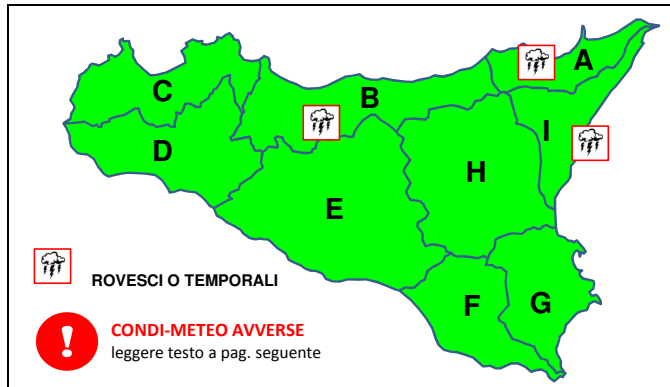 A
C
B
I
D
H
E
F
G
ROVESCI O TEMPORALI
!
CONDI-METEO AVVERSE
leggere testo a pag. seguente